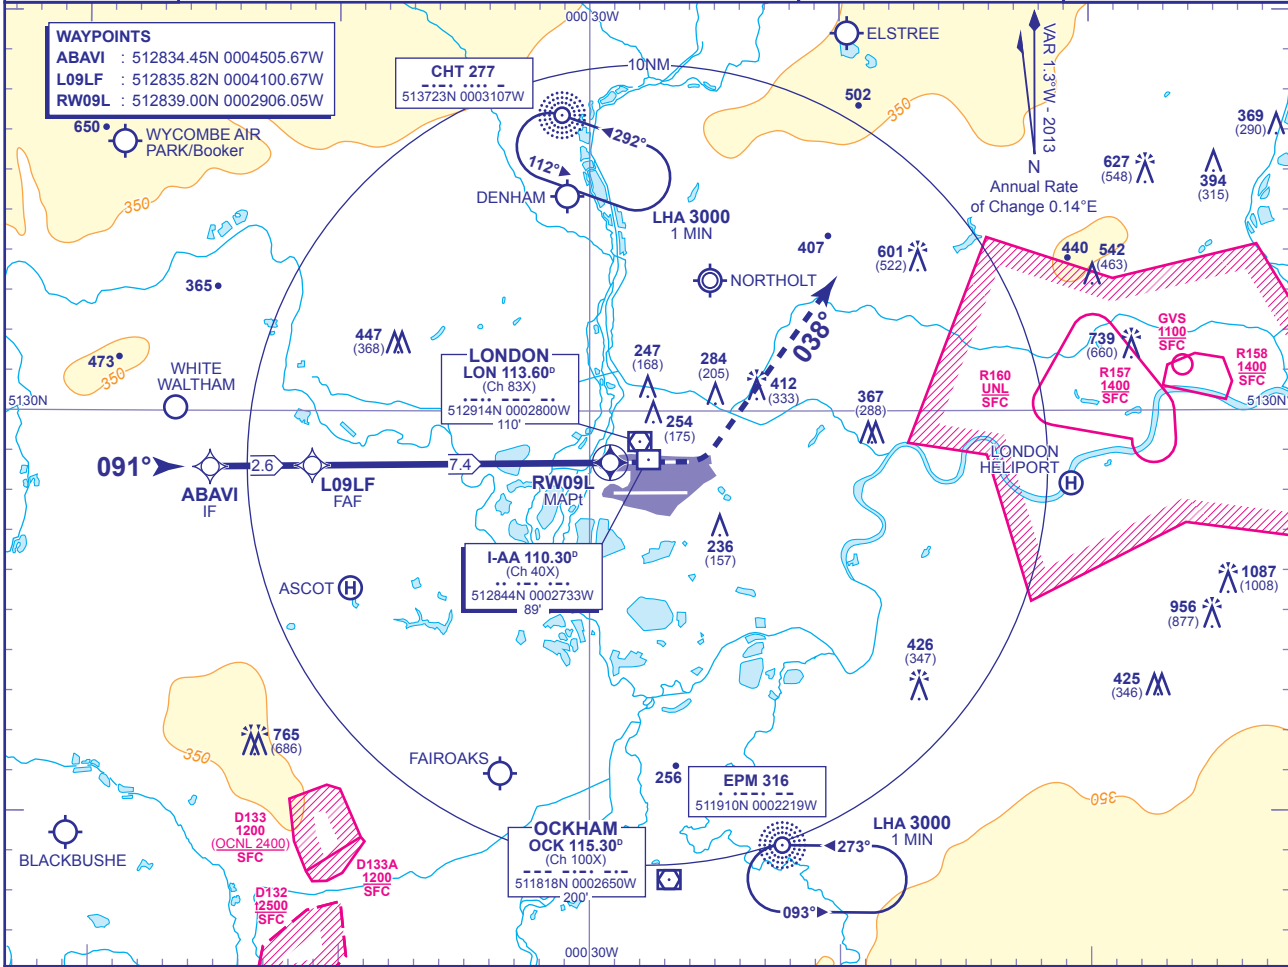 WAYPOINTS
ABAVI : 512834.45N 0004505.67W
L09LF : 512835.82N 0004100.67W
RW09L : 512839.00N 0002906.05W
000 30W
ELSTREE
VAR 1.3°W - 2013
N
Annual Rate
of Change 0.14°E
10NM
CHT 277
513723N 0003107W
292°
112°
LHA 3000
1 MIN
DENHAM
650
WYCOMBE AIR
PARK/Booker
350
502
350
369
(290)
627
(548)
394
(315)
407
601
(522)
440
542
(463)
NORTHOLT
365
447
(368)
473
350
WHITE
WALTHAM
5130N
LONDON
LON 113.60ᴰ
(Ch 83X)
512914N 0002800W
110'
247
(168)
284
(205)
254
(175)
412
(333)
038°
367
(288)
739
(660)
GVS
1100
SFC
R160
UNL
SFC
R157
1400
SFC
R158
1400
SFC
5130N
091°
ABAVI
IF
2.6
L09LF
FAF
7.4
RW09L
MAPt
LONDON
HELIPORT
H
236
(157)
I-AA 110.30ᴰ
(Ch 40X)
512844N 0002733W
89'
ASCOT
H
1087
(1008)
956
(877)
426
(347)
425
(346)
765
(686)
350
FAIROAKS
256
EPM 316
511910N 0002219W
350
LHA 3000
1 MIN
273°
093°
OCKHAM
OCK 115.30ᴰ
(Ch 100X)
511818N 0002650W
200'
BLACKBUSHE
D133
1200
(OCNL 2400)
SFC
D133A
1200
SFC
D132
2500
SFC
000 30W